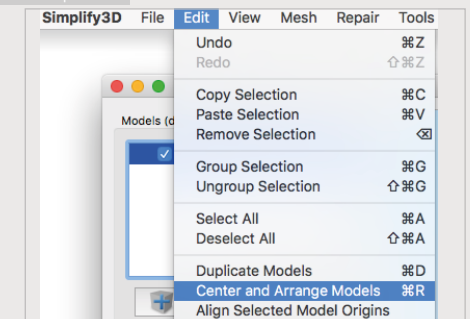 Simplify3D File Edit View Mesh Repair Tools
Undo ⌘Z
Redo ⇧⌘Z
Copy Selection ⌘C
Paste Selection ⌘V
Remove Selection ⌫
Models (d
Group Selection ⌘G
Ungroup Selection ⇧⌘G
Select All ⌘A
Deselect All ⇧⌘A
Duplicate Models ⌘D
Center and Arrange Models ⌘R
Align Selected Model Origins